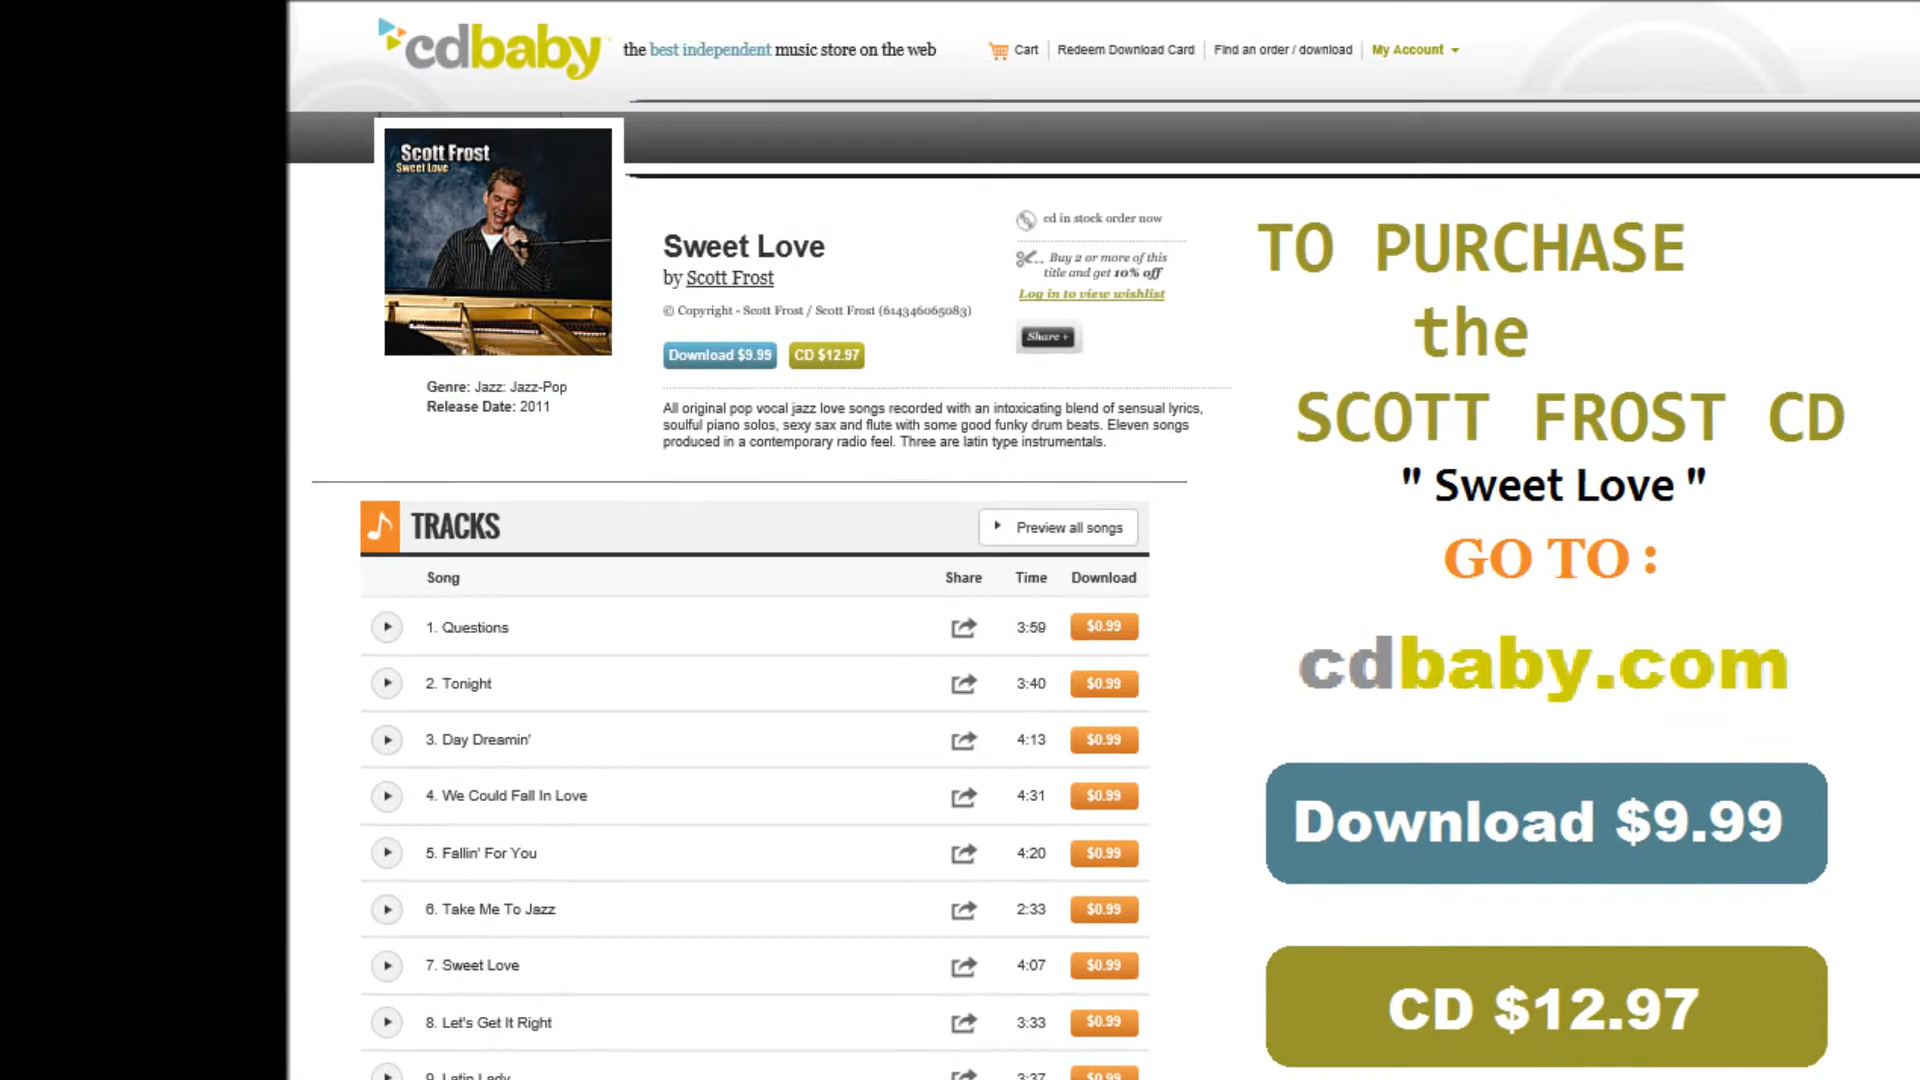 cdbaby the best independent music store on the web
Cart
Redeem Download Card
Find an order / download
My Account
Scott Frost
Sweet Love
Genre: Jazz: Jazz-Pop
Release Date: 2011
Sweet Love
by Scott Frost
© Copyright - Scott Frost / Scott Frost (614346065083)
Download $9.99
CD $12.97
cd in stock order now
Buy 2 or more of this
title and get 10% off
Log in to view wishlist
Share +
All original pop vocal jazz love songs recorded with an intoxicating blend of sensual lyrics,
soulful piano solos, sexy sax and flute with some good funky drum beats. Eleven songs
produced in a contemporary radio feel. Three are latin type instrumentals.
TRACKS
Preview all songs
Song Share Time Download
1. Questions 3:59 $0.99
2. Tonight 3:40 $0.99
3. Day Dreamin' 4:13 $0.99
4. We Could Fall In Love 4:31 $0.99
5. Fallin' For You 4:20 $0.99
6. Take Me To Jazz 2:33 $0.99
7. Sweet Love 4:07 $0.99
8. Let's Get It Right 3:33 $0.99
9. Latin Lady 3:37 $0.99
TO PURCHASE
the
SCOTT FROST CD
" Sweet Love "
GO TO :
cdbaby.com
Download $9.99
CD $12.97